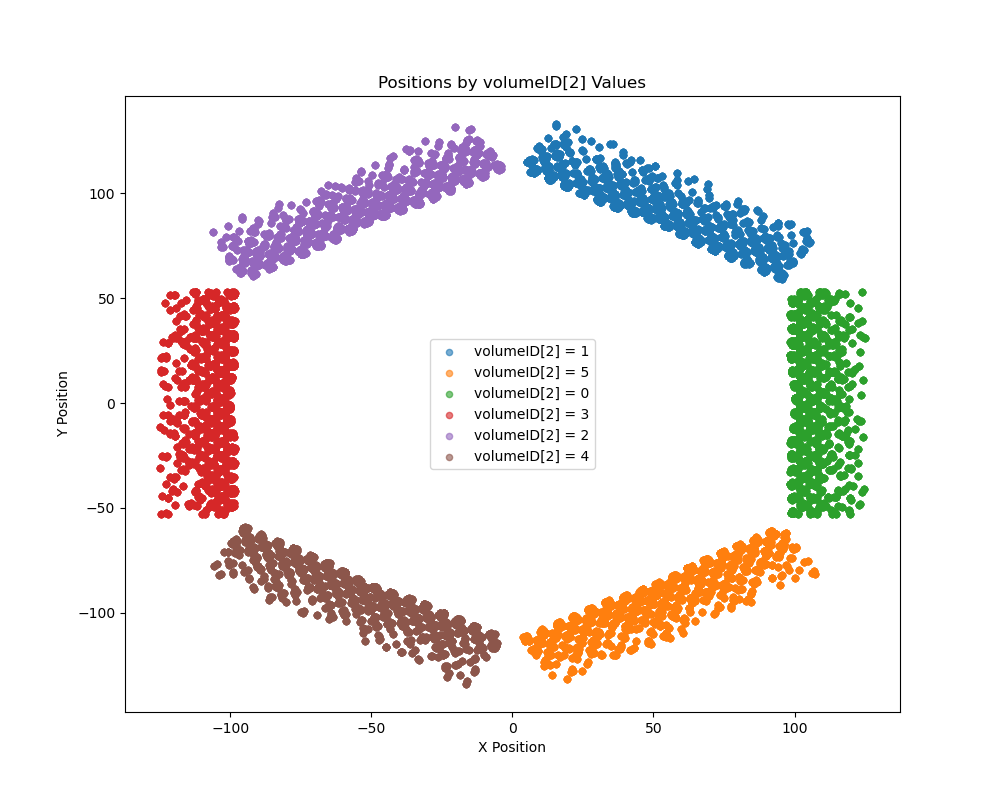 Positions by volumeID[2] Values
100
50
0
−50
−100
Y Position
volumeID[2] = 1
volumeID[2] = 5
volumeID[2] = 0
volumeID[2] = 3
volumeID[2] = 2
volumeID[2] = 4
−100
−50
0
50
100
X Position